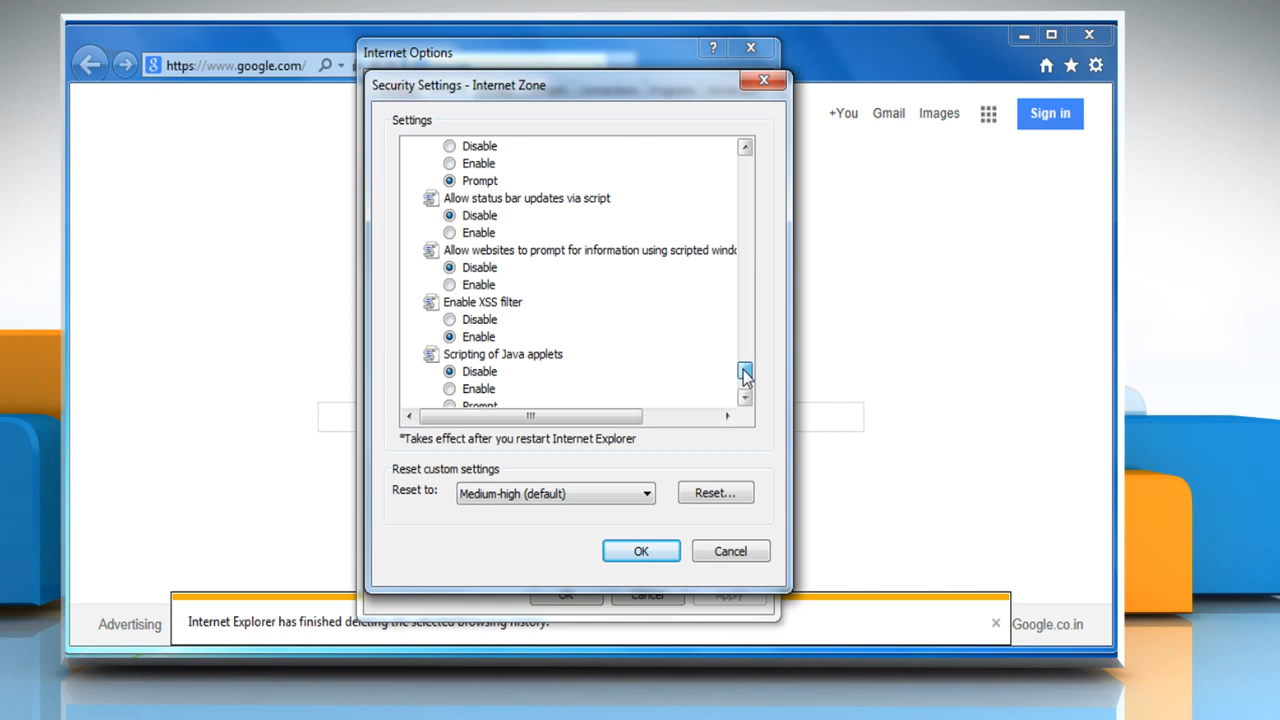 Internet Options
?
https://www.google.com/
Security Settings - Internet Zone
+You Gmail Images Sign in
Settings
Disable
Enable
Prompt
Allow status bar updates via script
Disable
Enable
Allow websites to prompt for information using scripted windo
Disable
Enable
Enable XSS filter
Disable
Enable
Scripting of Java applets
Disable
Enable
Prompt
*Takes effect after you restart Internet Explorer
Reset custom settings
Reset to: Medium-high (default) Reset...
OK Cancel
OK Cancel Apply
Advertising
Internet Explorer has finished deleting the selected browsing history.
Google.co.in